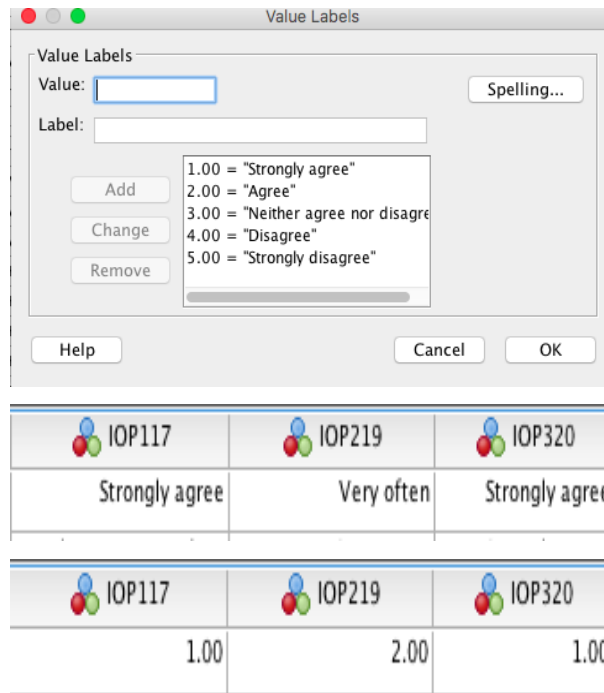 Value Labels
Value Labels
Value:
Spelling...
Label:
1.00 = "Strongly agree"
Add
2.00 = "Agree"
3.00 = "Neither agree nor disagre
Change
4.00 = "Disagree"
5.00 = "Strongly disagree"
Remove
Help Cancel OK
IOP117 IOP219 IOP320
Strongly agree Very often Strongly agree
IOP117 IOP219 IOP320
1.00 2.00 1.00